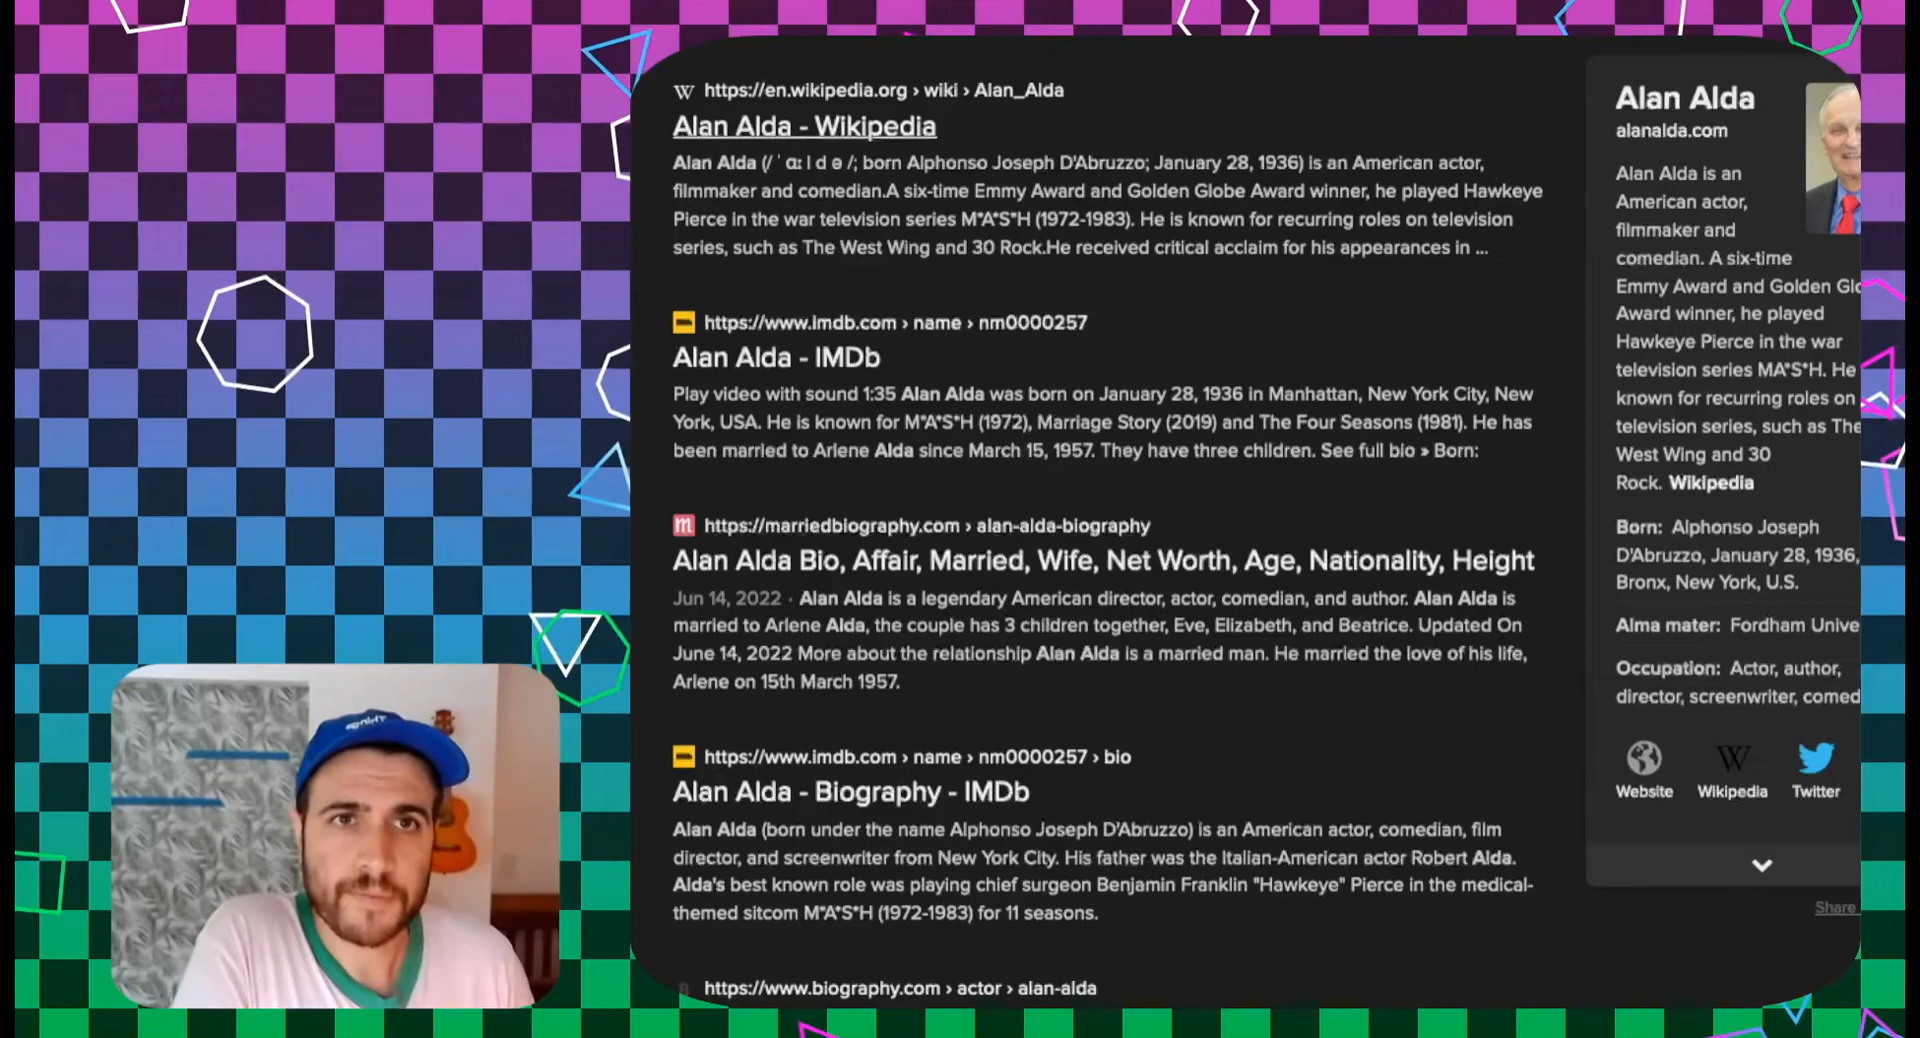 https://en.wikipedia.org › wiki › Alan_Alda
Alan Alda - Wikipedia
Alan Alda (/ ˈ ɑː l d ə /; born Alphonso Joseph D'Abruzzo; January 28, 1936) is an American actor,
filmmaker and comedian.A six-time Emmy Award and Golden Globe Award winner, he played Hawkeye
Pierce in the war television series M*A*S*H (1972-1983). He is known for recurring roles on television
series, such as The West Wing and 30 Rock.He received critical acclaim for his appearances in ...
https://www.imdb.com › name › nm0000257
Alan Alda - IMDb
Play video with sound 1:35 Alan Alda was born on January 28, 1936 in Manhattan, New York City, New
York, USA. He is known for M*A*S*H (1972), Marriage Story (2019) and The Four Seasons (1981). He has
been married to Arlene Alda since March 15, 1957. They have three children. See full bio » Born:
m https://marriedbiography.com › alan-alda-biography
Alan Alda Bio, Affair, Married, Wife, Net Worth, Age, Nationality, Height
Jun 14, 2022 · Alan Alda is a legendary American director, actor, comedian, and author. Alan Alda is
married to Arlene Alda, the couple has 3 children together, Eve, Elizabeth, and Beatrice. Updated On
June 14, 2022 More about the relationship Alan Alda is a married man. He married the love of his life,
Arlene on 15th March 1957.
https://www.imdb.com › name › nm0000257 › bio
Alan Alda - Biography - IMDb
Alan Alda (born under the name Alphonso Joseph D'Abruzzo) is an American actor, comedian, film
director, and screenwriter from New York City. His father was the Italian-American actor Robert Alda.
Alda's best known role was playing chief surgeon Benjamin Franklin "Hawkeye" Pierce in the medical-
themed sitcom M*A*S*H (1972-1983) for 11 seasons.
https://www.biography.com › actor › alan-alda
Alan Alda
alanalda.com
Alan Alda is an
American actor,
filmmaker and
comedian. A six-time
Emmy Award and Golden Glo
Award winner, he played
Hawkeye Pierce in the war
television series MA*S*H. He
known for recurring roles on
television series, such as The
West Wing and 30
Rock. Wikipedia
Born: Alphonso Joseph
D'Abruzzo, January 28, 1936,
Bronx, New York, U.S.
Alma mater: Fordham Unive
Occupation: Actor, author,
director, screenwriter, comed
Website Wikipedia Twitter
Share